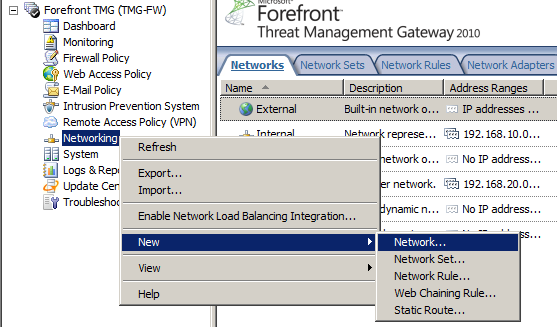 Forefront TMG (TMG-FW)
Dashboard
Monitoring
Firewall Policy
Web Access Policy
E-Mail Policy
Intrusion Prevention System
Remote Access Policy (VPN)
Networking
System
Logs & Repo
Update Cen
Troubleshoo
Microsoft
Forefront
Threat Management Gateway 2010
Networks Network Sets Network Rules Network Adapters
Name Description Address Ranges
External Built-in network o... IP addresses ...
Internal Network represe... 192.168.10.0...
No IP address...
er network. 192.168.20.0...
dynamic n... No IP address...
Refresh
Export...
Import...
Enable Network Load Balancing Integration...
New
View
Help
Network...
Network Set...
Network Rule...
Web Chaining Rule...
Static Route...